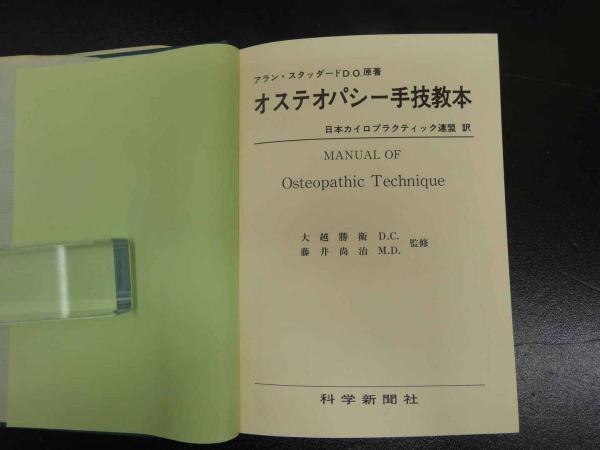 アラン・スタッダードD.O.原著
オステオパシー手技教本
日本カイロプラクティック連盟 訳
MANUAL OF
Osteopathic Technique
大越勝衛 D.C.
藤井尚治 M.D.
監修
科学新聞社